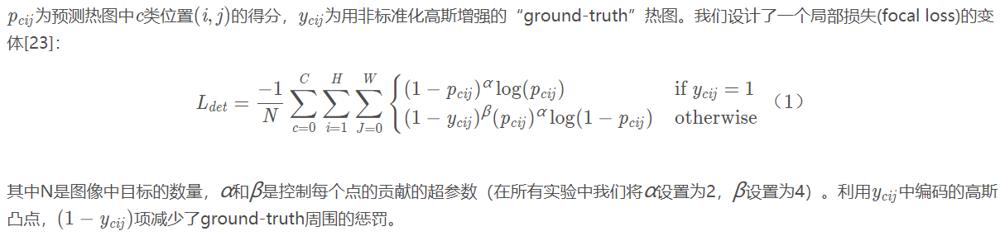 $p_{cij}$为预测热图中$c$类位置$(i, j)$的得分，$y_{cij}$为用非标准化高斯增强的“ground-truth”热图。我们设计了一个局部损失(focal loss)的变
体[23]：
$L_{det} = \frac{-1}{N} \sum_{c=0}^{C} \sum_{i=1}^{H} \sum_{J=0}^{W} \begin{cases} (1 - p_{cij})^{\alpha} \log(p_{cij}) & \text{if } y_{cij} = 1 \\ (1 - y_{cij})^{\beta} (p_{cij})^{\alpha} \log(1 - p_{cij}) & \text{otherwise} \end{cases}$（1）
其中N是图像中目标的数量，$\alpha$和$\beta$是控制每个点的贡献的超参数（在所有实验中我们将$\alpha$设置为2，$\beta$设置为4）。利用$y_{cij}$中编码的高斯
凸点，$(1 - y_{cij})$项减少了ground-truth周围的惩罚。